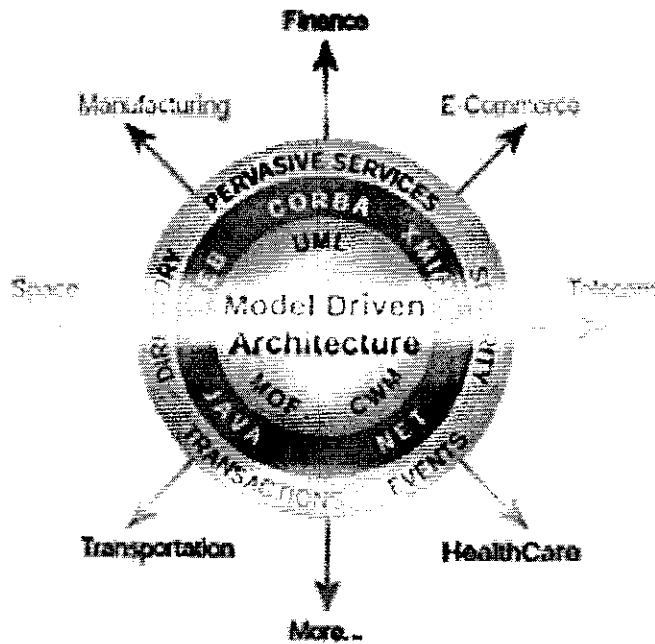 Finance
Manufacturing
E-Commerce
PERVASIVE SERVICES
CORBA
UML
Space
Model Driven
Architecture
MOF
CWM
JAVA
NET
TRANSACTIONS
EVENTS
Transportation
HealthCare
More...